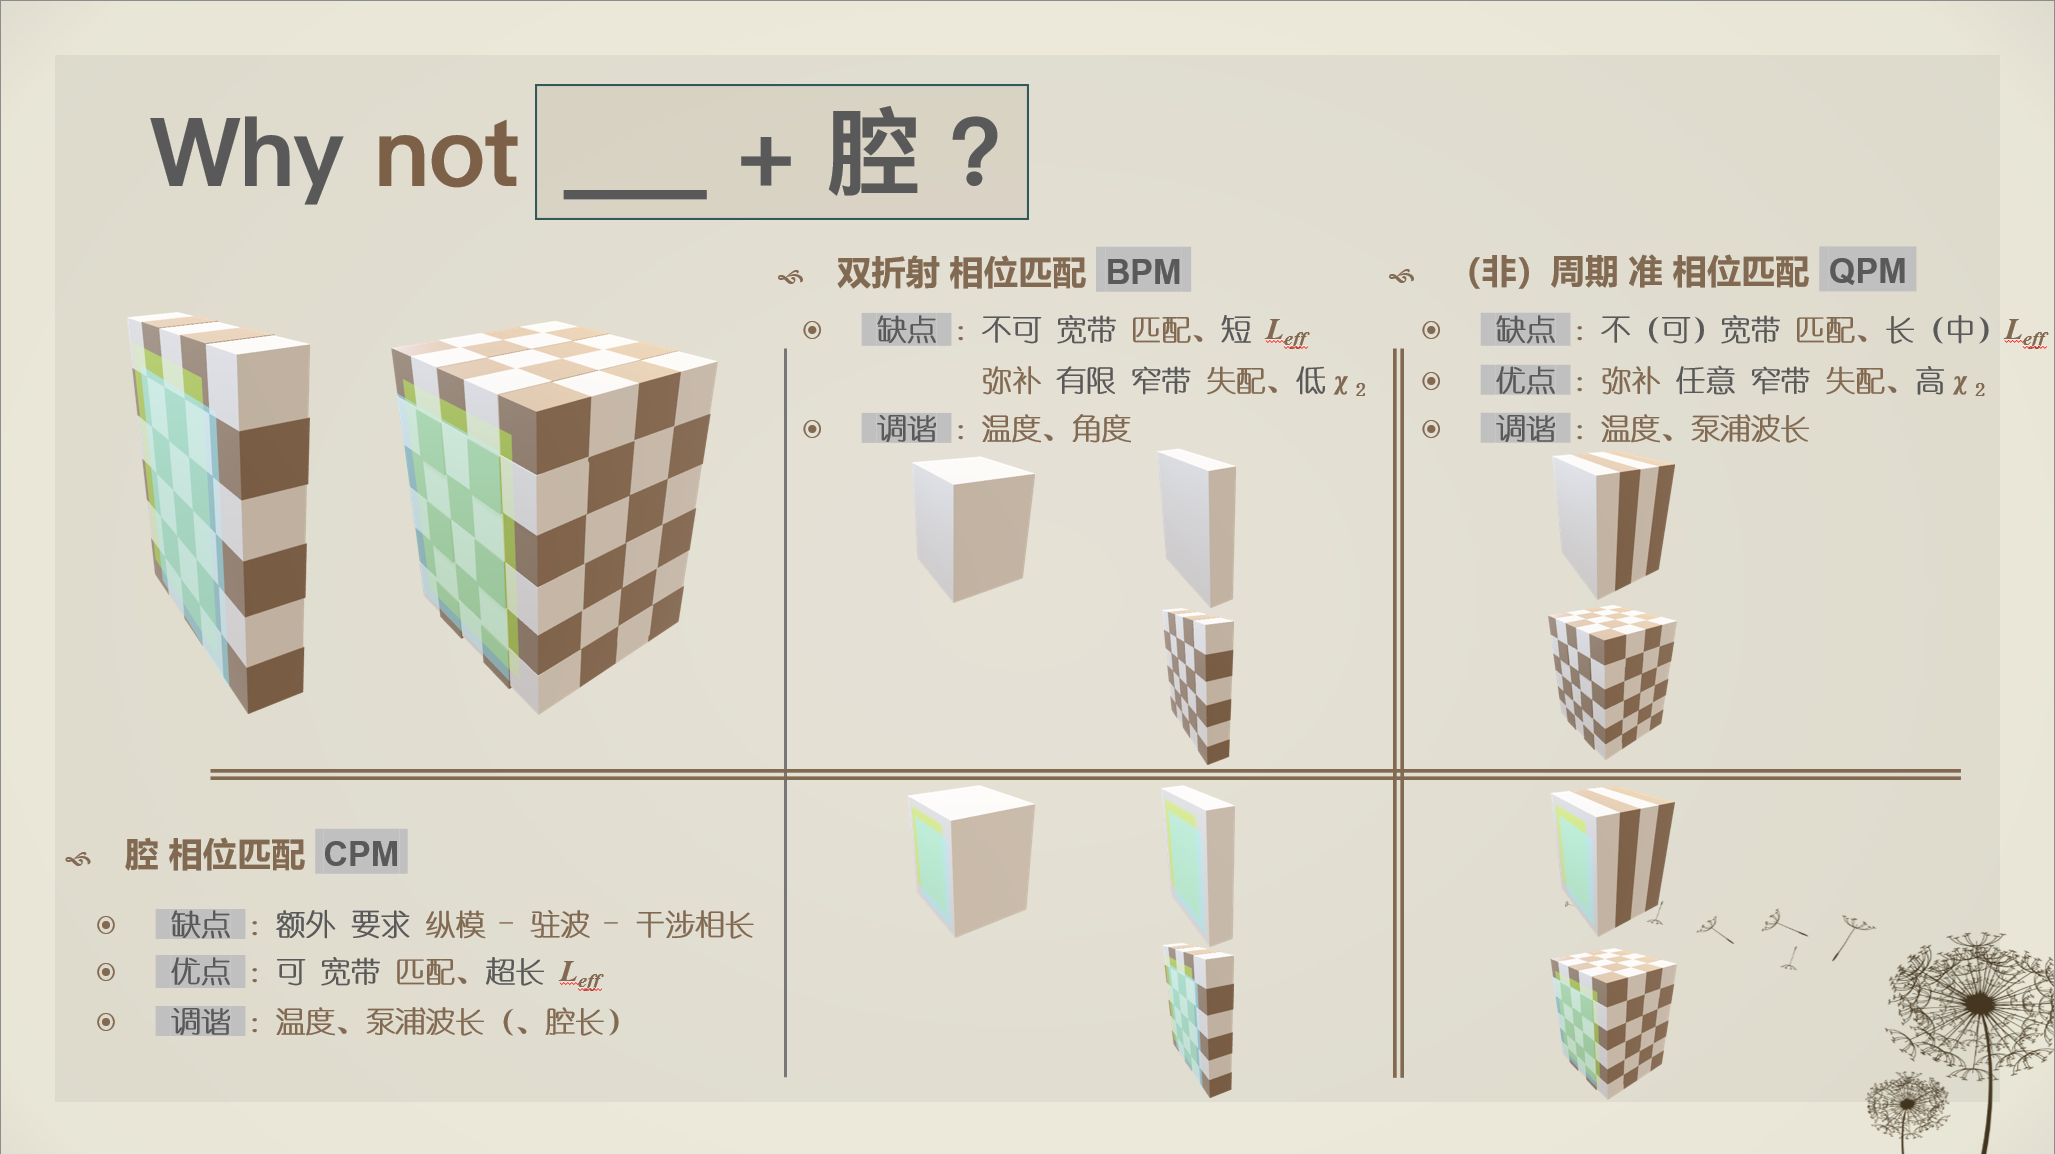 Why not ___ + 腔 ?
双折射 相位匹配 BPM
缺点 : 不可 宽带 匹配、短 Leff
弥补 有限 窄带 失配、低 χ 2
调谐 : 温度、角度
(非) 周期 准 相位匹配 QPM
缺点 : 不 (可) 宽带 匹配、长 (中) Leff
优点 : 弥补 任意 窄带 失配、高 χ 2
调谐 : 温度、泵浦波长
腔 相位匹配 CPM
缺点 : 额外 要求 纵模 - 驻波 - 干涉相长
优点 : 可 宽带 匹配、超长 Leff
调谐 : 温度、泵浦波长 (、腔长)